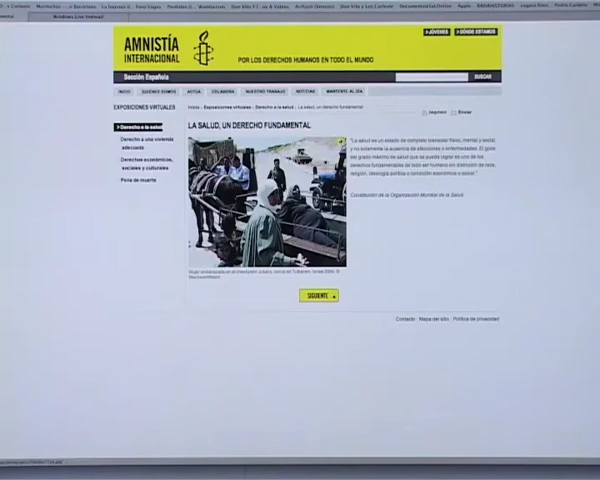 Windows Live Hotmail
AMNISTÍA
INTERNACIONAL
POR LOS DERECHOS HUMANOS EN TODO EL MUNDO
> JÓVENES
> DÓNDE ESTAMOS
Sección Española
BUSCAR
INICIO
QUIÉNES SOMOS
ACTÚA
COLABORA
NUESTRO TRABAJO
NOTICIAS
MANTENTE AL DÍA
EXPOSICIONES VIRTUALES
Inicio > Exposiciones virtuales > Derecho a la salud > La salud, un derecho fundamental
Imprimir
Enviar
> Derecho a la salud
Derecho a una vivienda
adecuada
Derechos económicos,
sociales y culturales
Pena de muerte
LA SALUD, UN DERECHO FUNDAMENTAL
"La salud es un estado de completo bienestar físico, mental y social,
y no solamente la ausencia de afecciones o enfermedades. El goce
del grado máximo de salud que se pueda lograr es uno de los
derechos fundamentales de todo ser humano sin distinción de raza,
religión, ideología política o condición económica o social."
Constitución de la Organización Mundial de la Salud
SIGUIENTE
Contacto
Mapa del sitio
Política de privacidad